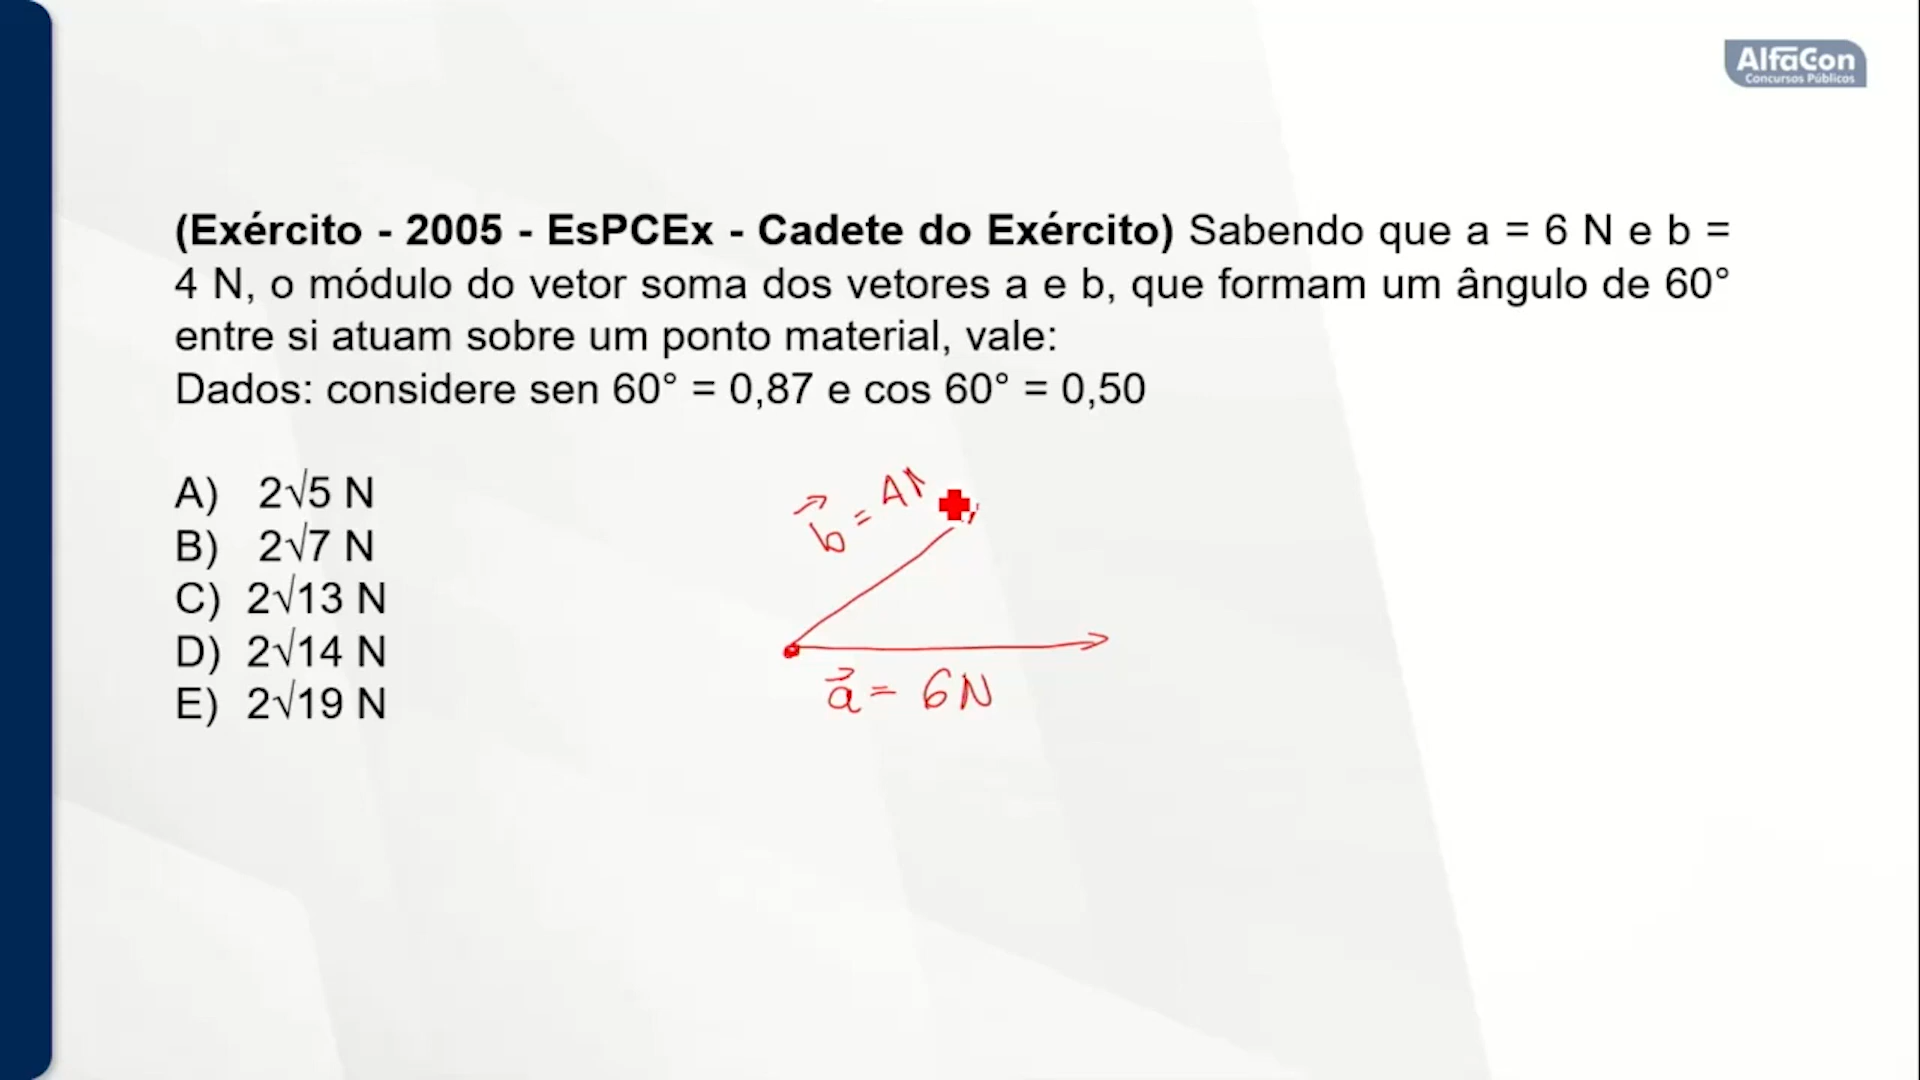 AlfaCon
Concursos Públicos
(Exército - 2005 - EsPCEx - Cadete do Exército) Sabendo que a = 6 N e b =
4 N, o módulo do vetor soma dos vetores a e b, que formam um ângulo de 60°
entre si atuam sobre um ponto material, vale:
Dados: considere sen 60° = 0,87 e cos 60° = 0,50
A) 2√5 N
B) 2√7 N
C) 2√13 N
D) 2√14 N
E) 2√19 N
b⃗ = 4N
a⃗ = 6N